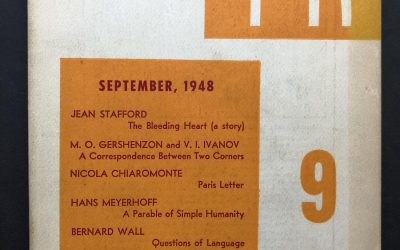 PR
SEPTEMBER, 1948
JEAN STAFFORD
The Bleeding Heart (a story)
M. O. GERSHENZON and V. I. IVANOV
A Correspondence Between Two Corners
NICOLA CHIAROMONTE
Paris Letter
HANS MEYERHOFF
A Parable of Simple Humanity
BERNARD WALL
Questions of Language
9